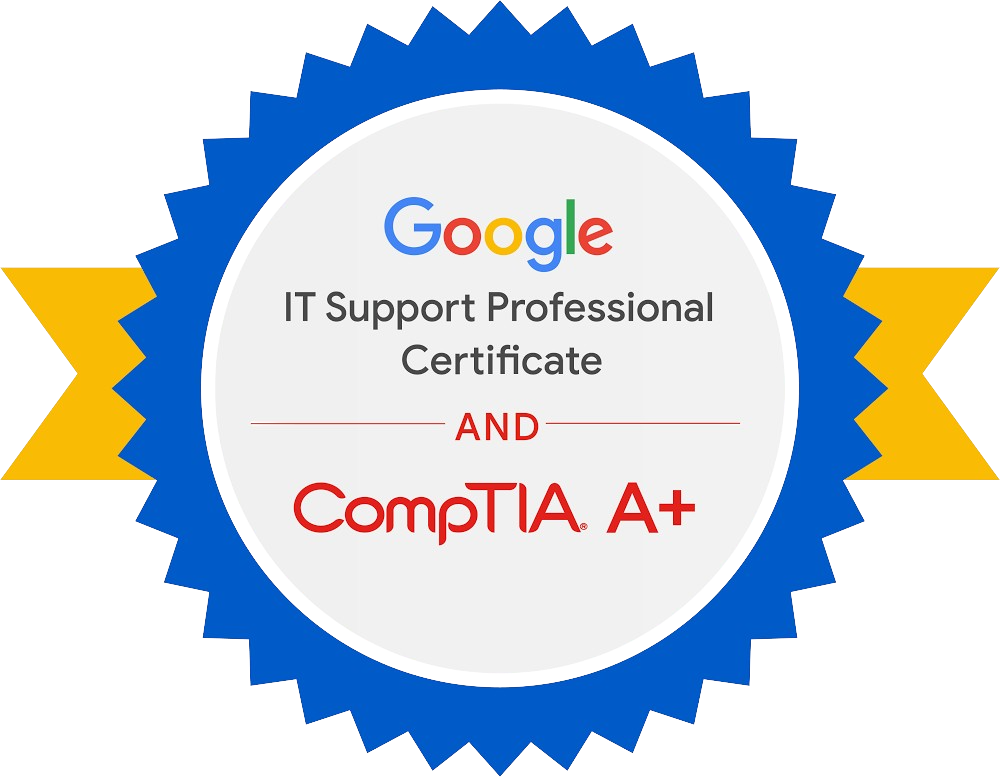 Google
IT Support Professional
Certificate
AND
CompTIA® A+